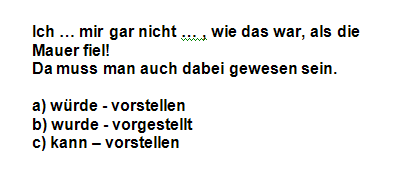 Ich … mir gar nicht … , wie das war, als die
Mauer fiel!
Da muss man auch dabei gewesen sein.
a) würde - vorstellen
b) wurde - vorgestellt
c) kann – vorstellen